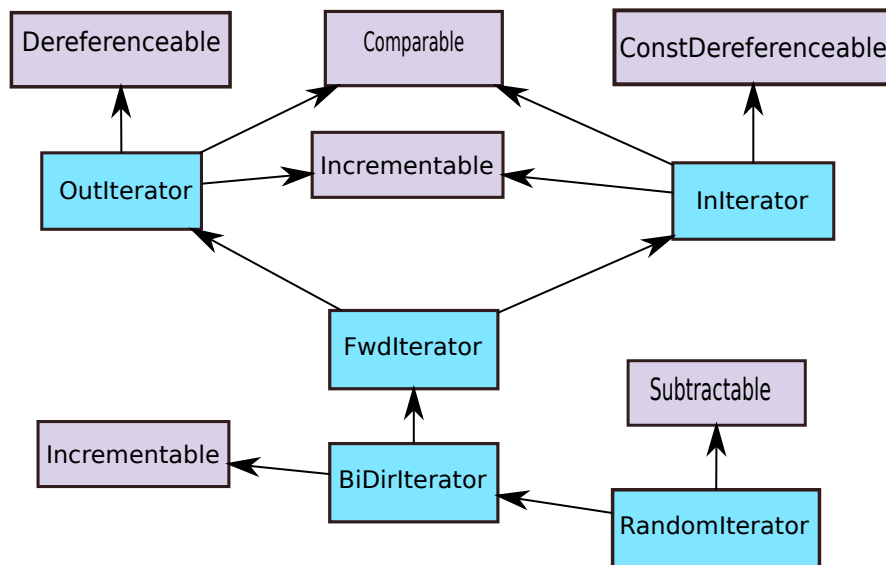 Dereferenceable
Comparable
ConstDereferenceable
Incrementable
OutIterator
InIterator
FwdIterator
Subtractable
Incrementable
BiDirIterator
RandomIterator